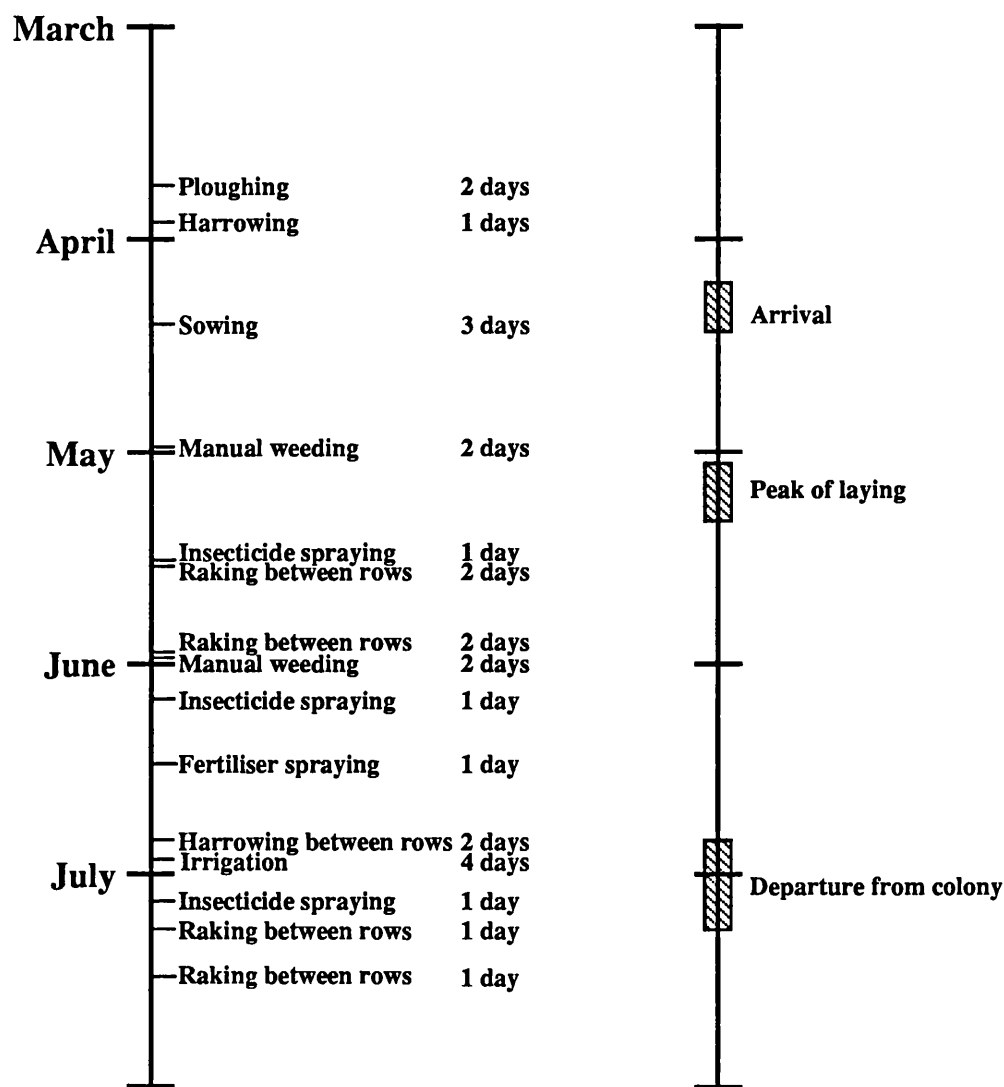 March
Ploughing 2 days
Harrowing 1 days
April
Arrival
Sowing 3 days
Manual weeding 2 days
May
Peak of laying
Insecticide spraying 1 day
Raking between rows 2 days
Raking between rows 2 days
June
Manual weeding 2 days
Insecticide spraying 1 day
Fertiliser spraying 1 day
Harrowing between rows 2 days
Irrigation 4 days
July
Departure from colony
Insecticide spraying 1 day
Raking between rows 1 day
Raking between rows 1 day